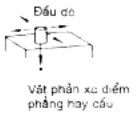 Đầu dò
Vật phản xạ điểm
phẳng hay cầu